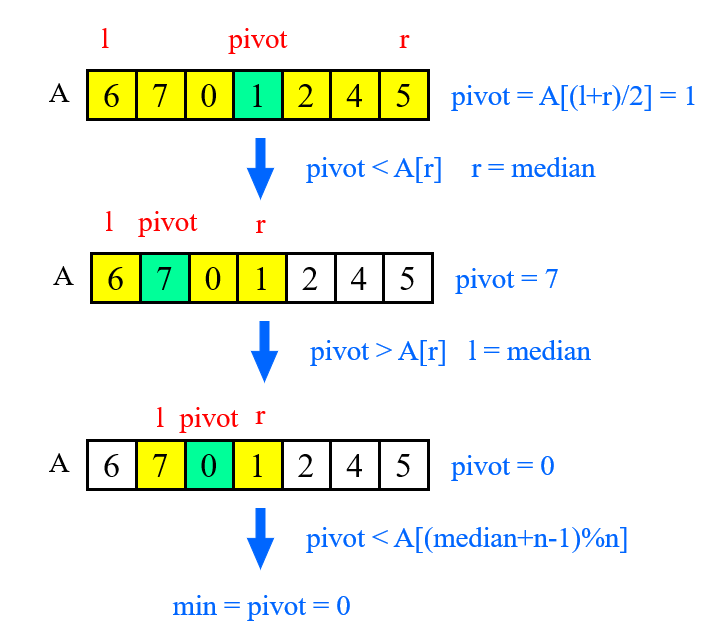 l pivot r
A 6 7 0 1 2 4 5 pivot = A[(l+r)/2] = 1
pivot < A[r] r = median
l pivot r
A 6 7 0 1 2 4 5 pivot = 7
pivot > A[r] l = median
l pivot r
A 6 7 0 1 2 4 5 pivot = 0
pivot < A[(median+n-1)%n]
min = pivot = 0